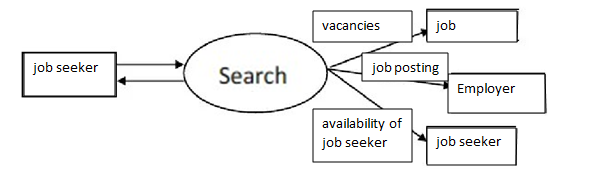 vacancies
job
job seeker
job posting
Search
Employer
availability of
job seeker
job seeker